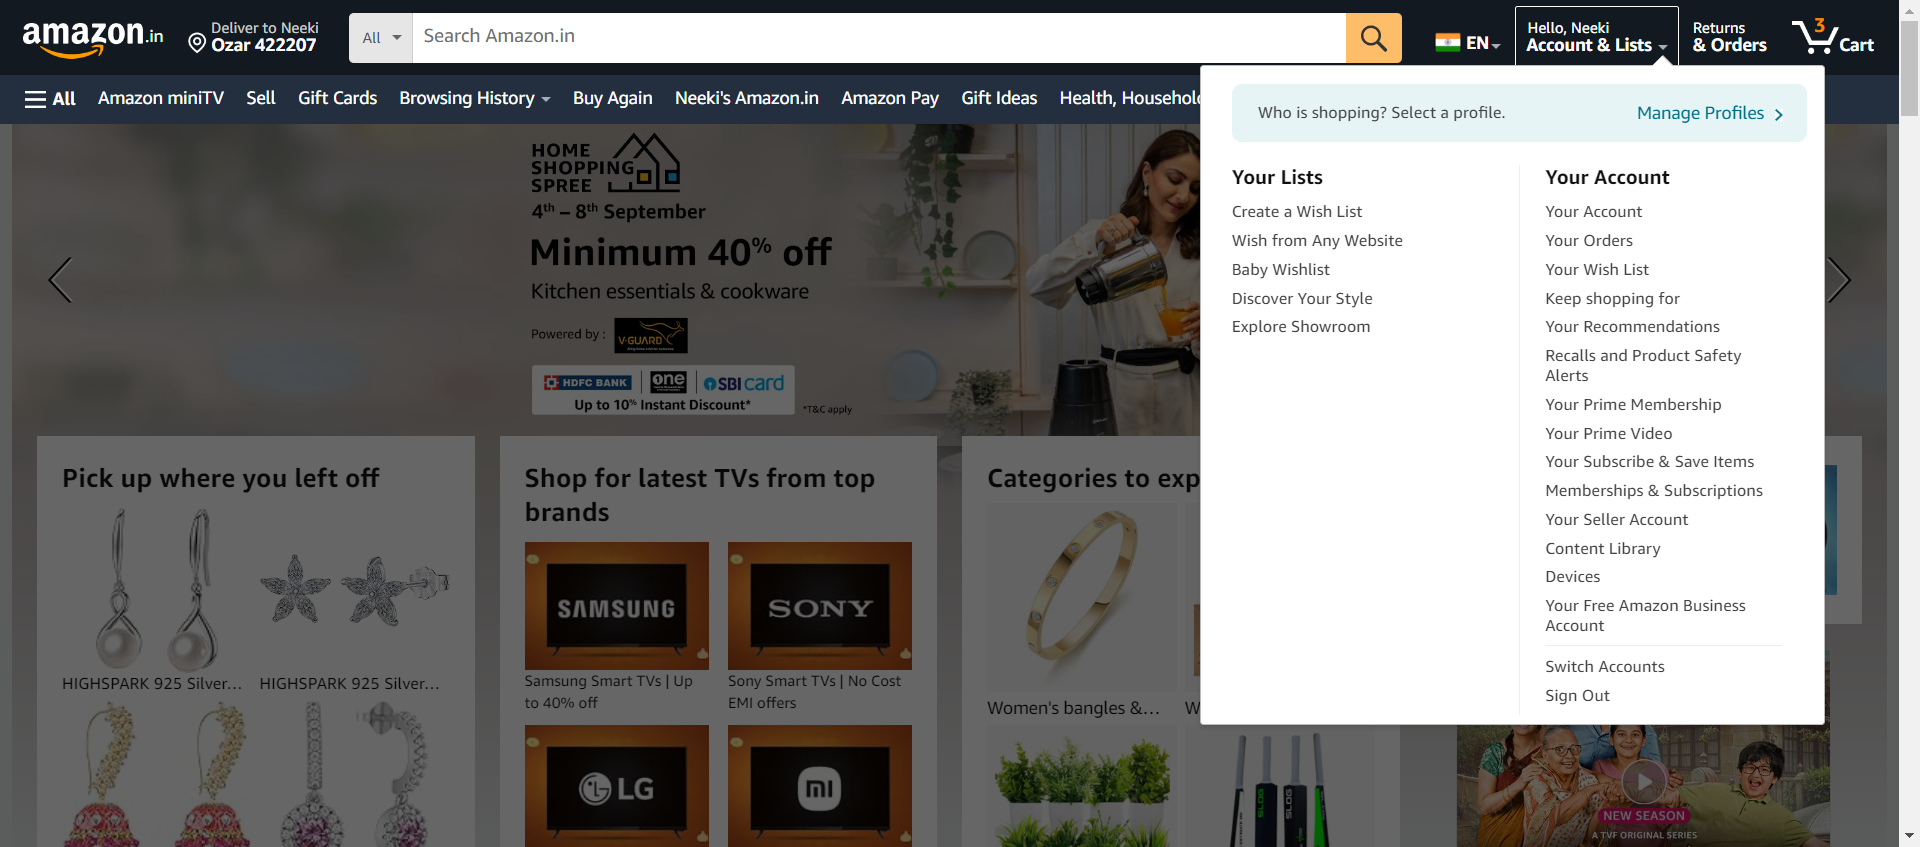 amazon.in
Deliver to Neeki
Ozar 422207
All
Search Amazon.in
EN
Hello, Neeki
Account & Lists
Returns
& Orders
3
Cart
All
Amazon miniTV
Sell
Gift Cards
Browsing History
Buy Again
Neeki's Amazon.in
Amazon Pay
Gift Ideas
Health, Househol
Who is shopping? Select a profile.
Manage Profiles
Your Lists
Create a Wish List
Wish from Any Website
Baby Wishlist
Discover Your Style
Explore Showroom
Your Account
Your Account
Your Orders
Your Wish List
Keep shopping for
Your Recommendations
Recalls and Product Safety
Alerts
Your Prime Membership
Your Prime Video
Your Subscribe & Save Items
Memberships & Subscriptions
Your Seller Account
Content Library
Devices
Your Free Amazon Business
Account
Switch Accounts
Sign Out
HOME
SHOPPING
SPREE
4th – 8th September
Minimum 40% off
Kitchen essentials & cookware
Powered by :
V-GUARD
HDFC BANK
one
SBI card
Up to 10% Instant Discount*
*T&C apply
Pick up where you left off
HIGHSPARK 925 Silver...
HIGHSPARK 925 Silver...
Shop for latest TVs from top
brands
SAMSUNG
SONY
Samsung Smart TVs | Up
to 40% off
Sony Smart TVs | No Cost
EMI offers
LG
mi
Categories to exp
Women's bangles &...
W
SLOG
SLOG
NEW SEASON
A TVF ORIGINAL SERIES